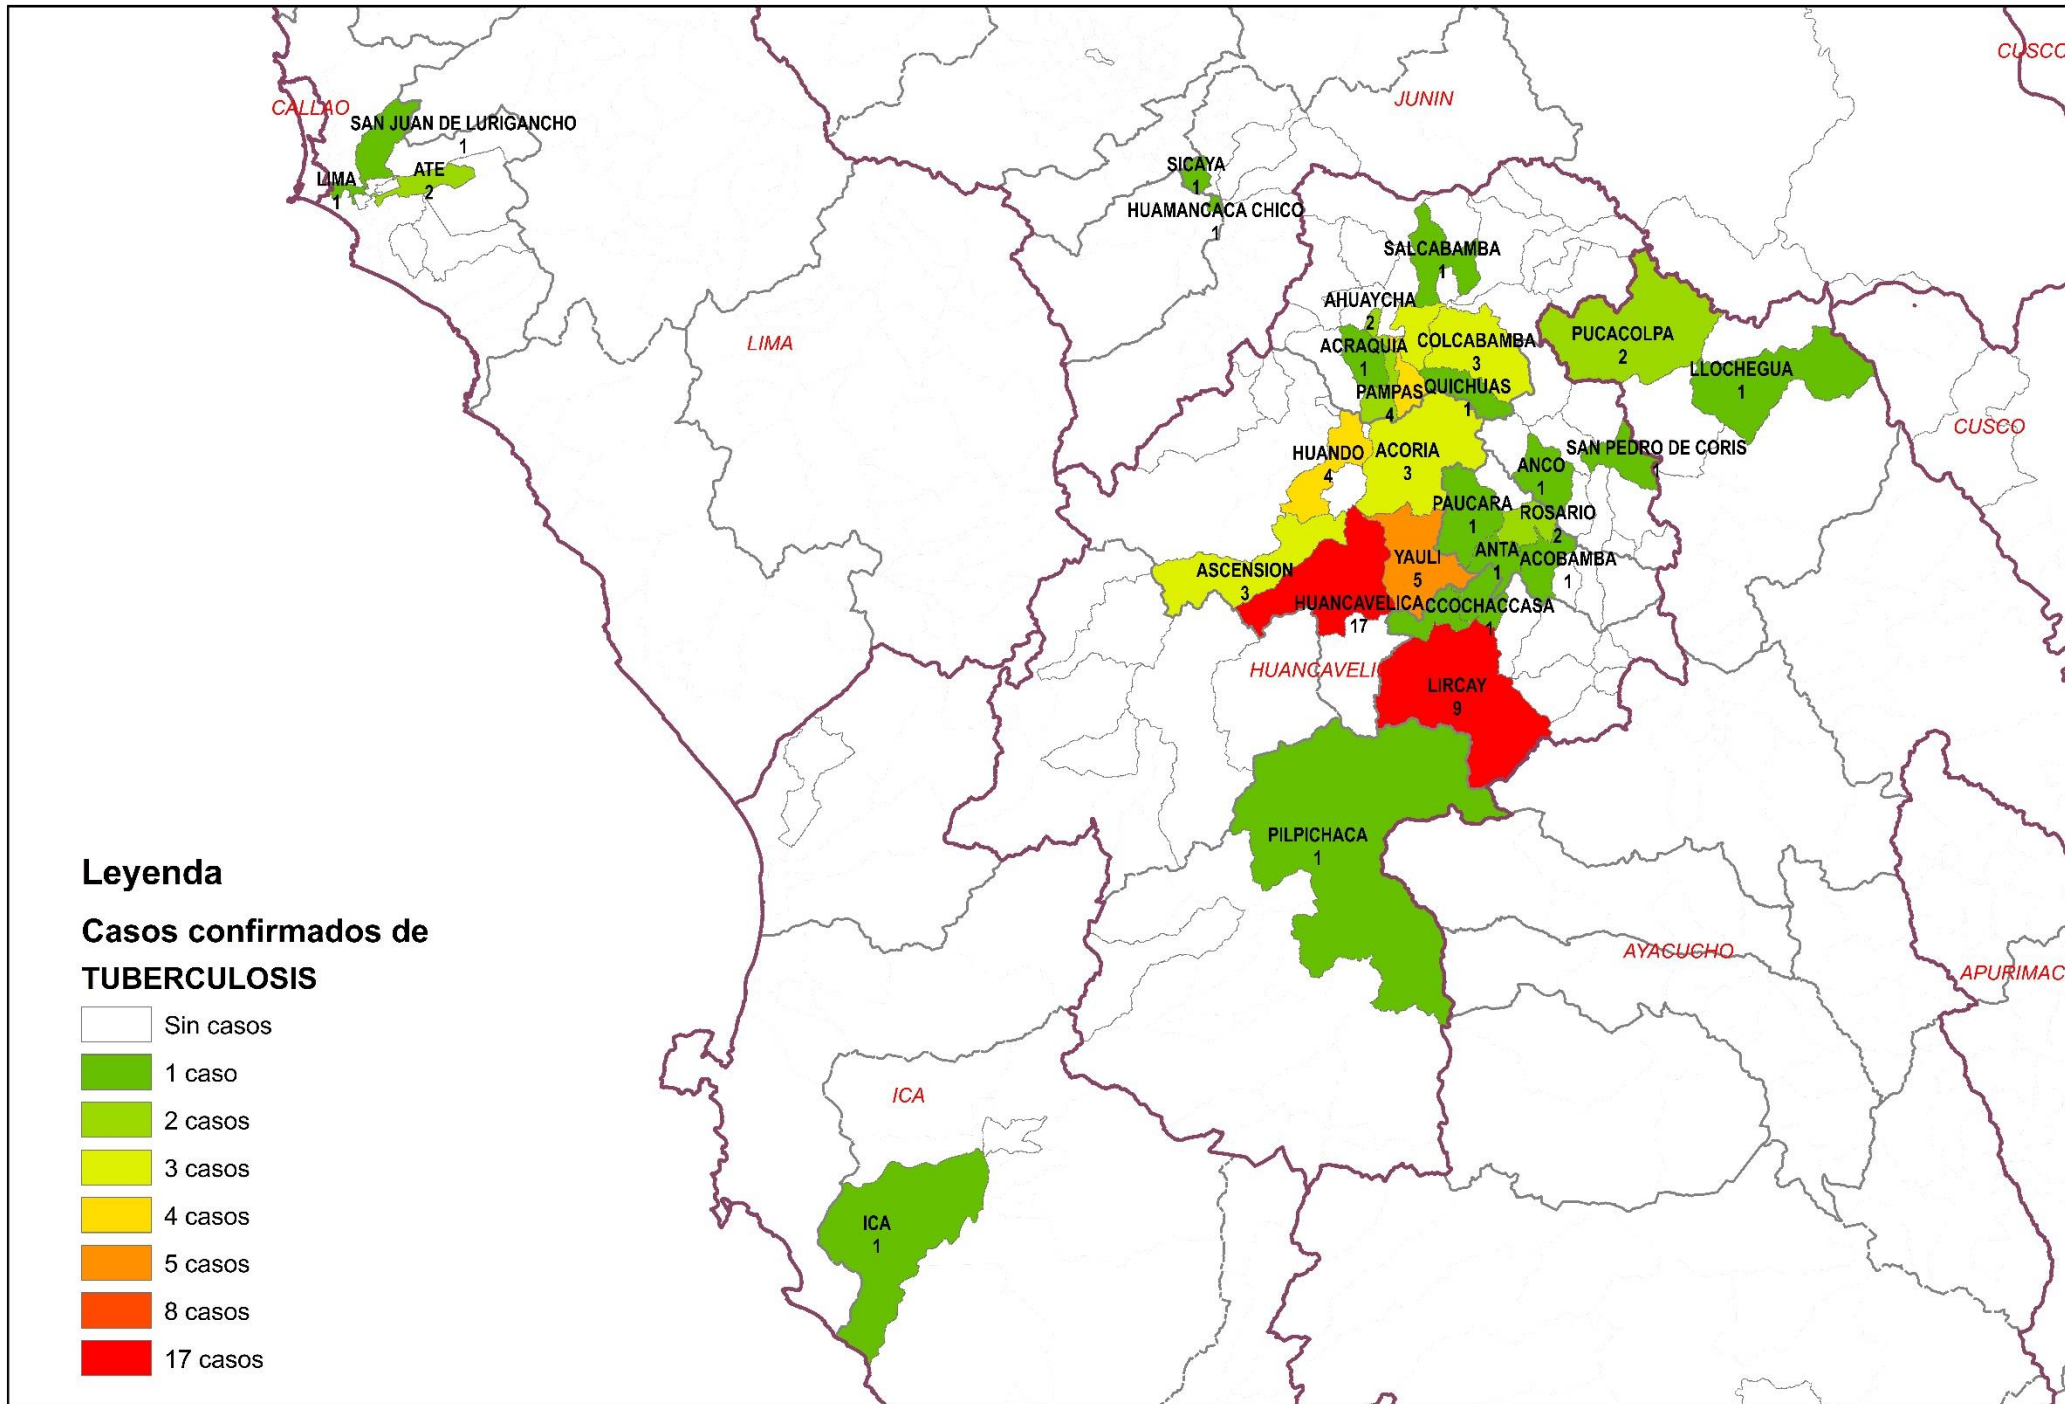 CUSCO
JUNIN
CALLAO
SAN JUAN DE LURIGANCHO
1
ATE
2
LIMA
1
SICAYA
1
HUAMANCACA CHICO
1
SALCABAMBA
1
AHUAYCHA
2
ACRAQUIA
1
COLCABAMBA
3
PUCACOLPA
2
LLOCHEGUA
1
LIMA
PAMPAS
4
QUICHUAS
1
CUSCO
HUANDO
4
ACORIA
3
ANCO
1
SAN PEDRO DE CORIS
1
PAUCARA
1
ROSARIO
2
ASCENSION
3
YAULI
5
ANTA
1
ACOBAMBA
1
HUANCAVELICA
17
CCOCHACCASA
1
HUANCAVELI
LIRCAY
9
PILPICHACA
1
AYACUCHO
APURIMAC
ICA
ICA
1
Leyenda
Casos confirmados de
TUBERCULOSIS
Sin casos
1 caso
2 casos
3 casos
4 casos
5 casos
8 casos
17 casos